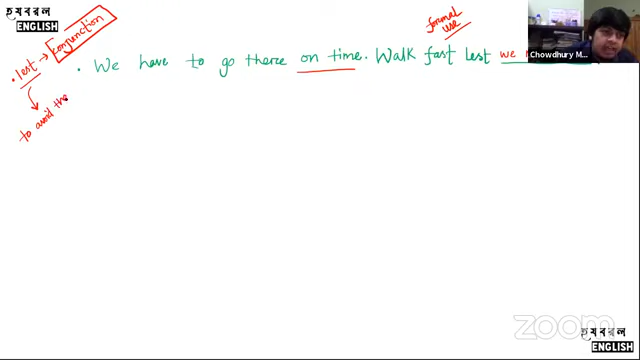 হ য ব র ল
ENGLISH
formal
use
• lest → Conjunction
• We have to go there on time. Walk fast lest we
to avoid the
Chowdhury M...
zoom
হ য ব র ল
ENGLISH